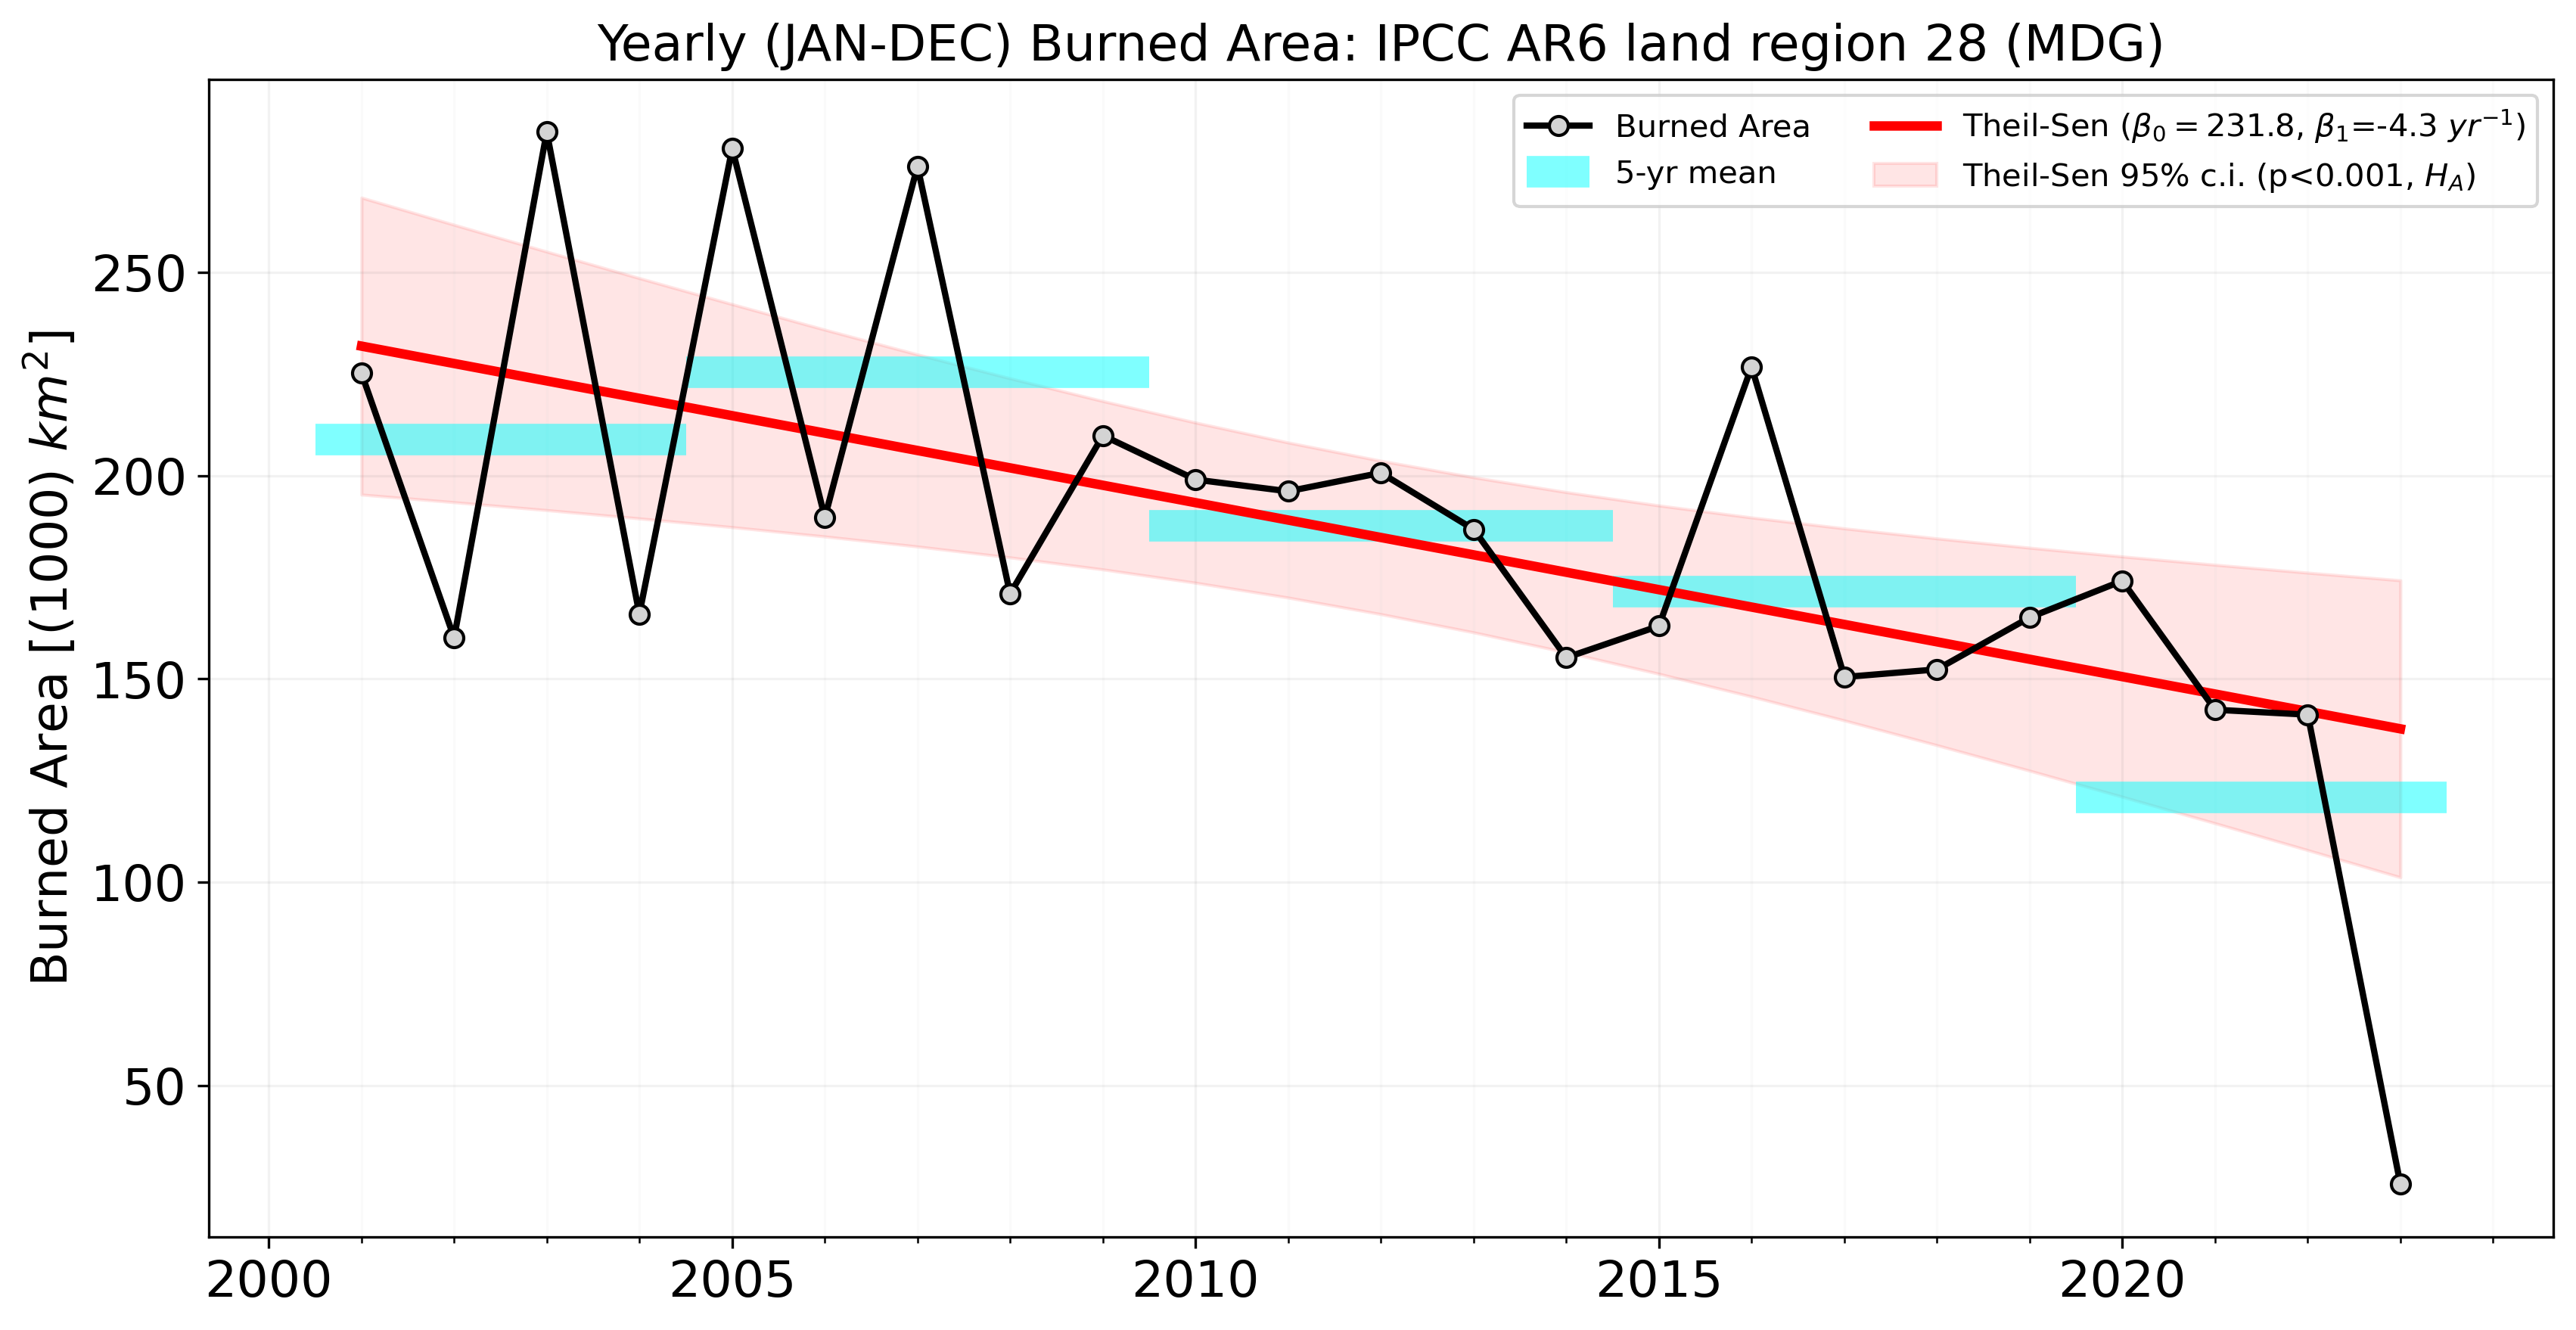 Yearly (JAN-DEC) Burned Area: IPCC AR6 land region 28 (MDG)
Burned Area
5-yr mean
Theil-Sen (β₀ = 231.8, β₁=-4.3 yr⁻¹)
Theil-Sen 95% c.i. (p<0.001, H_A)
Burned Area [(1000) km²]
250
200
150
100
50
2000 2005 2010 2015 2020